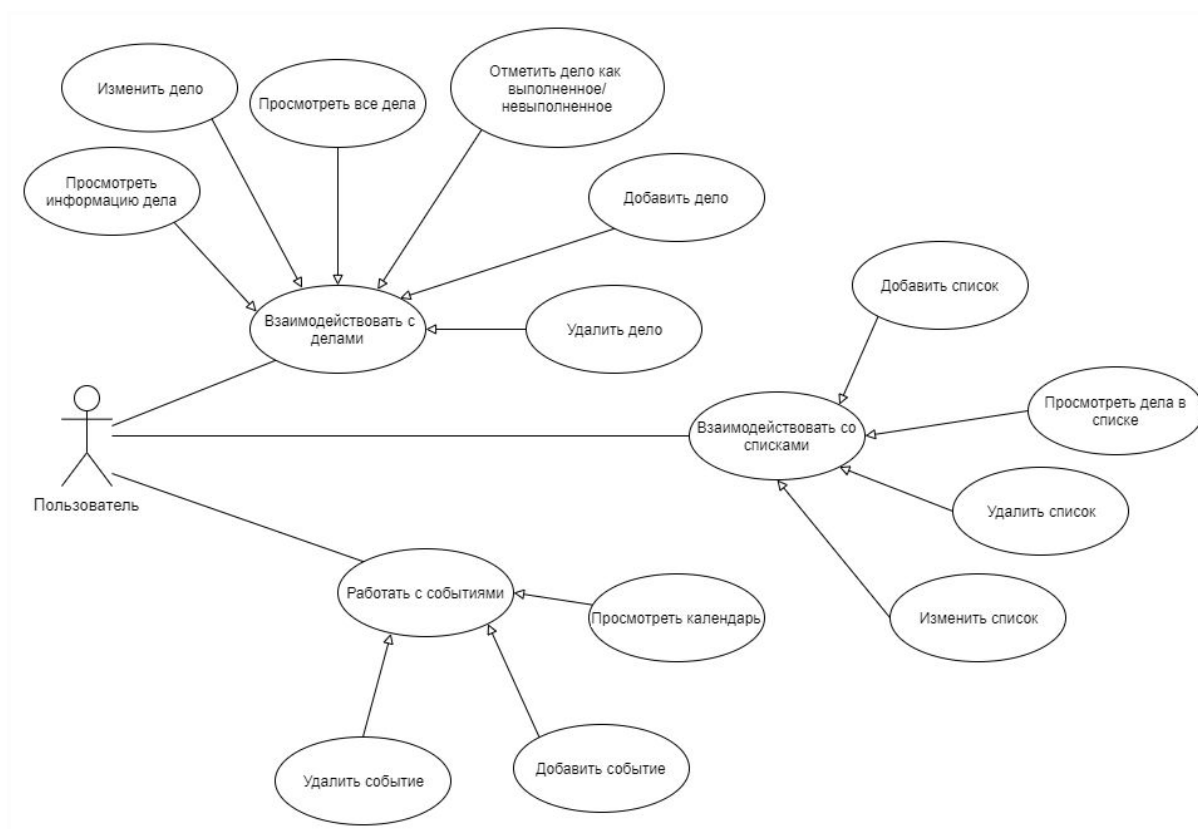 Изменить дело
Просмотреть все дела
Отметить дело как
выполненное/
невыполненное
Просмотреть
информацию дела
Добавить дело
Взаимодействовать с
делами
Удалить дело
Добавить список
Просмотреть дела в
списке
Взаимодействовать со
списками
Удалить список
Изменить список
Пользователь
Работать с событиями
Просмотреть календарь
Удалить событие
Добавить событие